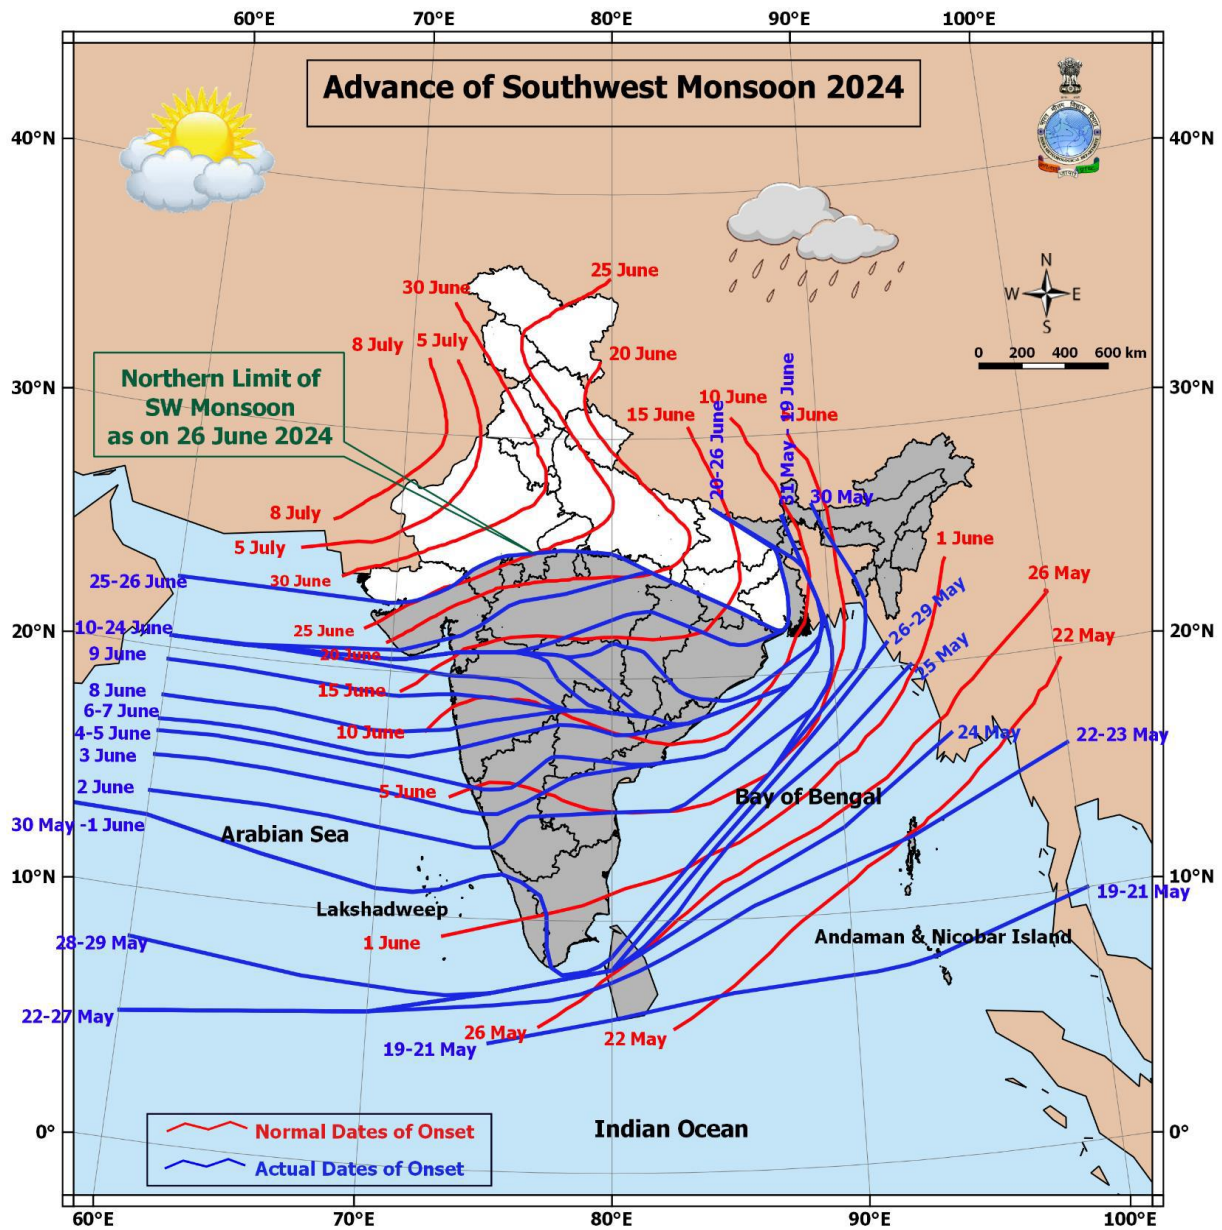 60°E 70°E 80°E 90°E 100°E
Advance of Southwest Monsoon 2024
40°N 40°N
N
W E
S
0 200 400 600 km
25 June
30 June
8 July 5 July
20 June
30°N 30°N
Northern Limit of
SW Monsoon
as on 26 June 2024
10 June
15 June
20-26 June
31 May - 19 June
30 May
8 July
5 July
1 June
26 May
25-26 June
30 June
26-29 May
10-24 June
25 June
20°N 20°N
22 May
9 June
20 June
25 May
8 June
15 June
6-7 June
4-5 June
10 June
24 May
22-23 May
3 June
2 June
5 June
Bay of Bengal
30 May -1 June
Arabian Sea
10°N 10°N
19-21 May
Lakshadweep
28-29 May
1 June
Andaman & Nicobar Island
22-27 May
26 May
22 May
19-21 May
0° 0°
Indian Ocean
Normal Dates of Onset
Actual Dates of Onset
60°E 70°E 80°E 90°E 100°E